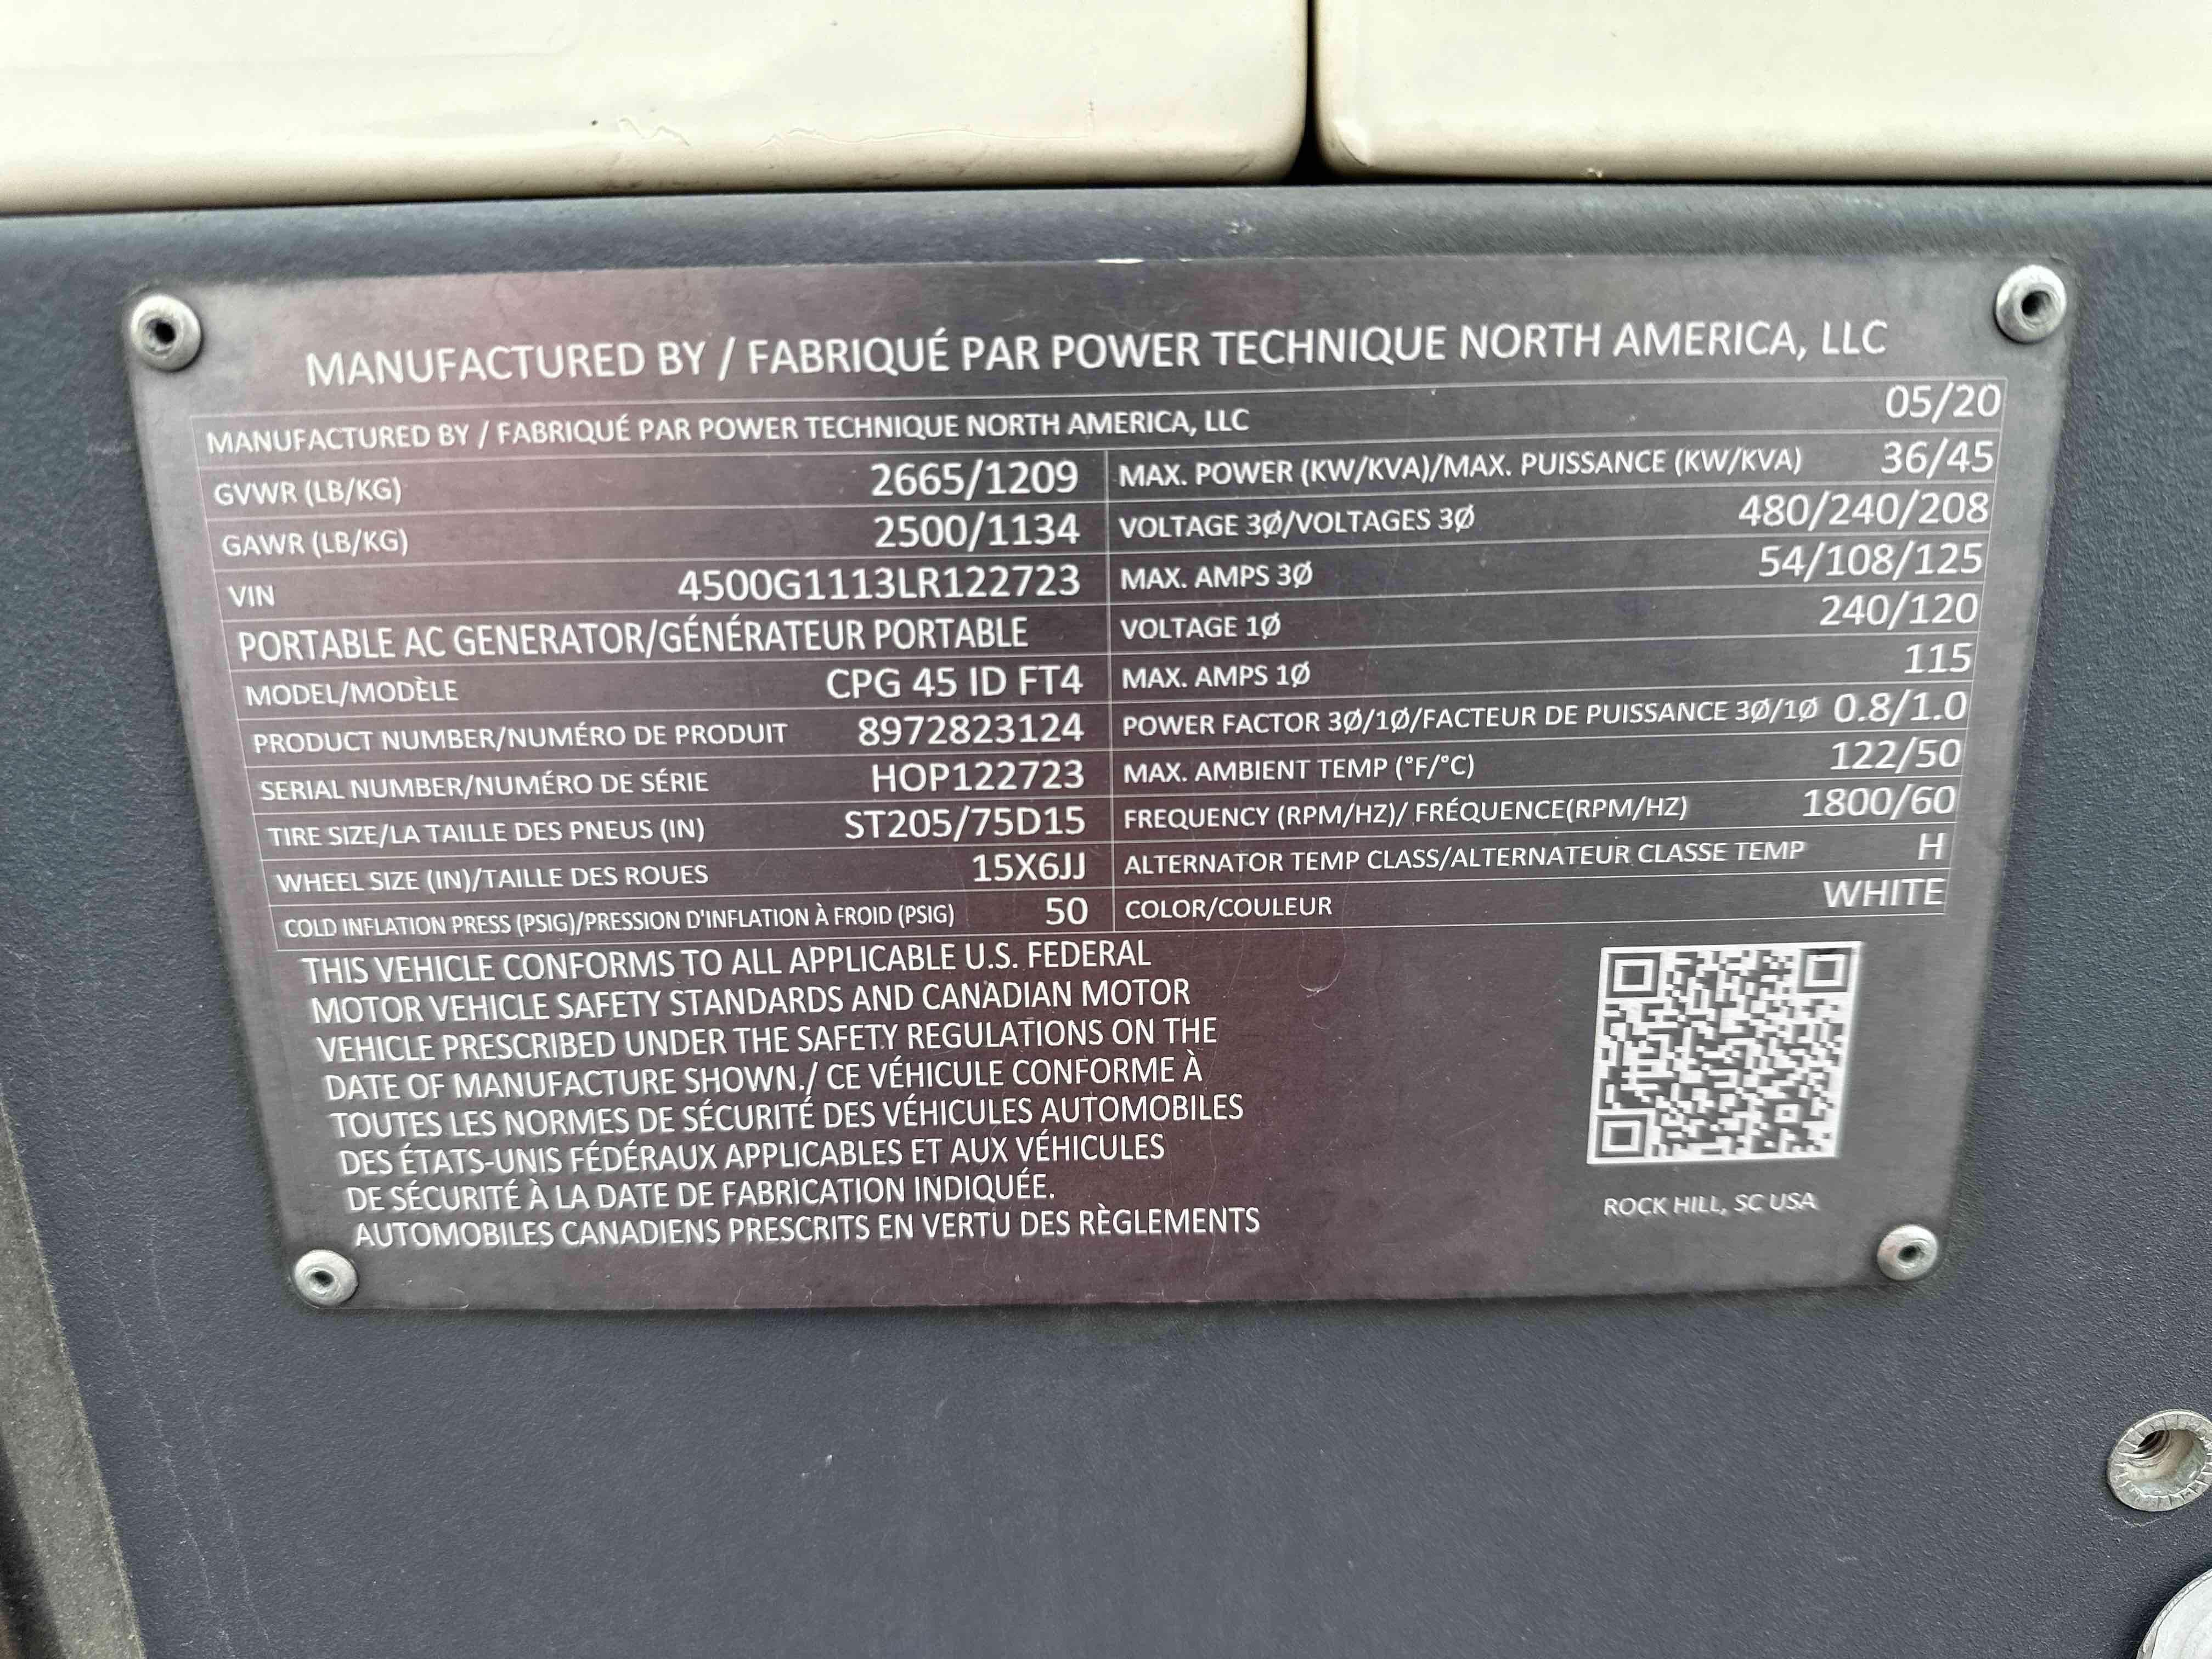 MANUFACTURED BY / FABRIQUÉ PAR POWER TECHNIQUE NORTH AMERICA, LLC
MANUFACTURED BY / FABRIQUÉ PAR POWER TECHNIQUE NORTH AMERICA, LLC 05/20
GVWR (LB/KG) 2665/1209 MAX. POWER (KW/KVA)/MAX. PUISSANCE (KW/KVA) 36/45
GAWR (LB/KG) 2500/1134 VOLTAGE 3Ø/VOLTAGES 3Ø 480/240/208
VIN 4500G1113LR122723 MAX. AMPS 3Ø 54/108/125
PORTABLE AC GENERATOR/GÉNÉRATEUR PORTABLE VOLTAGE 1Ø 240/120
MODEL/MODÈLE CPG 45 ID FT4 MAX. AMPS 1Ø 115
PRODUCT NUMBER/NUMÉRO DE PRODUIT 8972823124 POWER FACTOR 3Ø/1Ø/FACTEUR DE PUISSANCE 3Ø/1Ø 0.8/1.0
SERIAL NUMBER/NUMÉRO DE SÉRIE HOP122723 MAX. AMBIENT TEMP (°F/°C) 122/50
TIRE SIZE/LA TAILLE DES PNEUS (IN) ST205/75D15 FREQUENCY (RPM/HZ)/ FRÉQUENCE(RPM/HZ) 1800/60
WHEEL SIZE (IN)/TAILLE DES ROUES 15X6JJ ALTERNATOR TEMP CLASS/ALTERNATEUR CLASSE TEMP H
COLD INFLATION PRESS (PSIG)/PRESSION D'INFLATION À FROID (PSIG) 50 COLOR/COULEUR WHITE
THIS VEHICLE CONFORMS TO ALL APPLICABLE U.S. FEDERAL
MOTOR VEHICLE SAFETY STANDARDS AND CANADIAN MOTOR
VEHICLE PRESCRIBED UNDER THE SAFETY REGULATIONS ON THE
DATE OF MANUFACTURE SHOWN./ CE VÉHICULE CONFORME À
TOUTES LES NORMES DE SÉCURITÉ DES VÉHICULES AUTOMOBILES
DES ÉTATS-UNIS FÉDÉRAUX APPLICABLES ET AUX VÉHICULES
DE SÉCURITÉ À LA DATE DE FABRICATION INDIQUÉE.
AUTOMOBILES CANADIENS PRESCRITS EN VERTU DES RÈGLEMENTS
ROCK HILL, SC USA